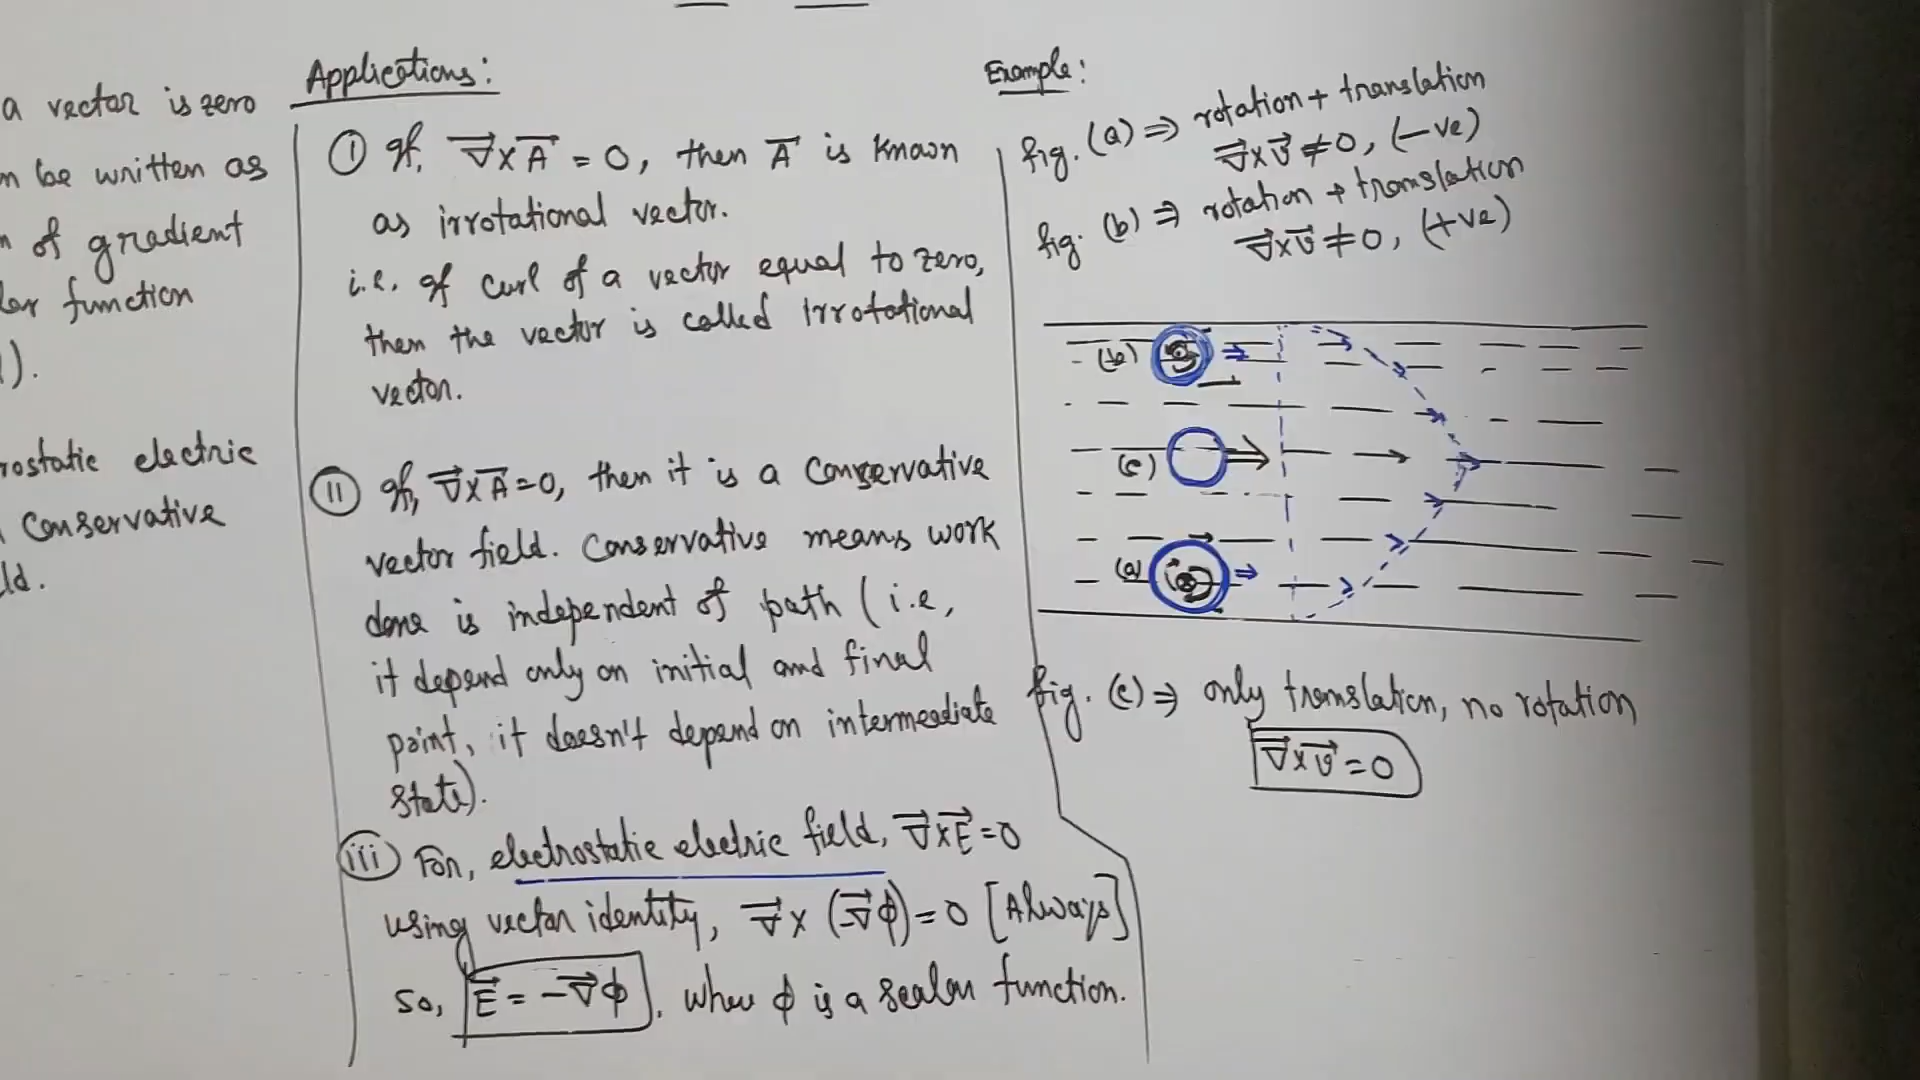 a vector is zero
n be written as
n of gradient
lar function
).
rostatic electric
conservative
ld.
Applications:
(i) If, ∇⃗×A⃗ = 0, then A⃗ is known
as irrotational vector.
i.e. If curl of a vector equal to zero,
then the vector is called irrotational
vector.
(ii) If, ∇⃗×A⃗=0, then it is a conservative
vector field. Conservative means work
done is independent of path (i.e,
it depend only on initial and final
point, it doesn't depend on intermediate
state).
(iii) For, electrostatic electric field, ∇⃗×E⃗=0
using vector identity, ∇⃗×(∇⃗ϕ)=0 [Always]
So, E⃗ = -∇⃗ϕ, where ϕ is a scalar function.
Example:
fig. (a) ⇒ rotation + translation
∇⃗×v⃗ ≠ 0, (-ve)
fig. (b) ⇒ rotation + translation
∇⃗×v⃗ ≠ 0, (+ve)
(b)
(c)
(a)
fig. (c) ⇒ only translation, no rotation
∇⃗×v⃗ = 0